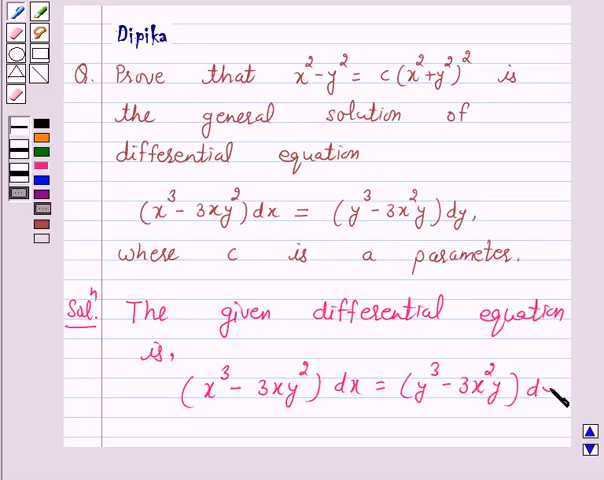 Dipika
Q. Prove that x² - y² = c(x² + y²)² is
the general solution of
differential equation
(x³ - 3xy²)dx = (y³ - 3x²y)dy,
where c is a parameter.
Solⁿ. The given differential equation
is,
(x³ - 3xy²) dx = (y³ - 3x²y) d